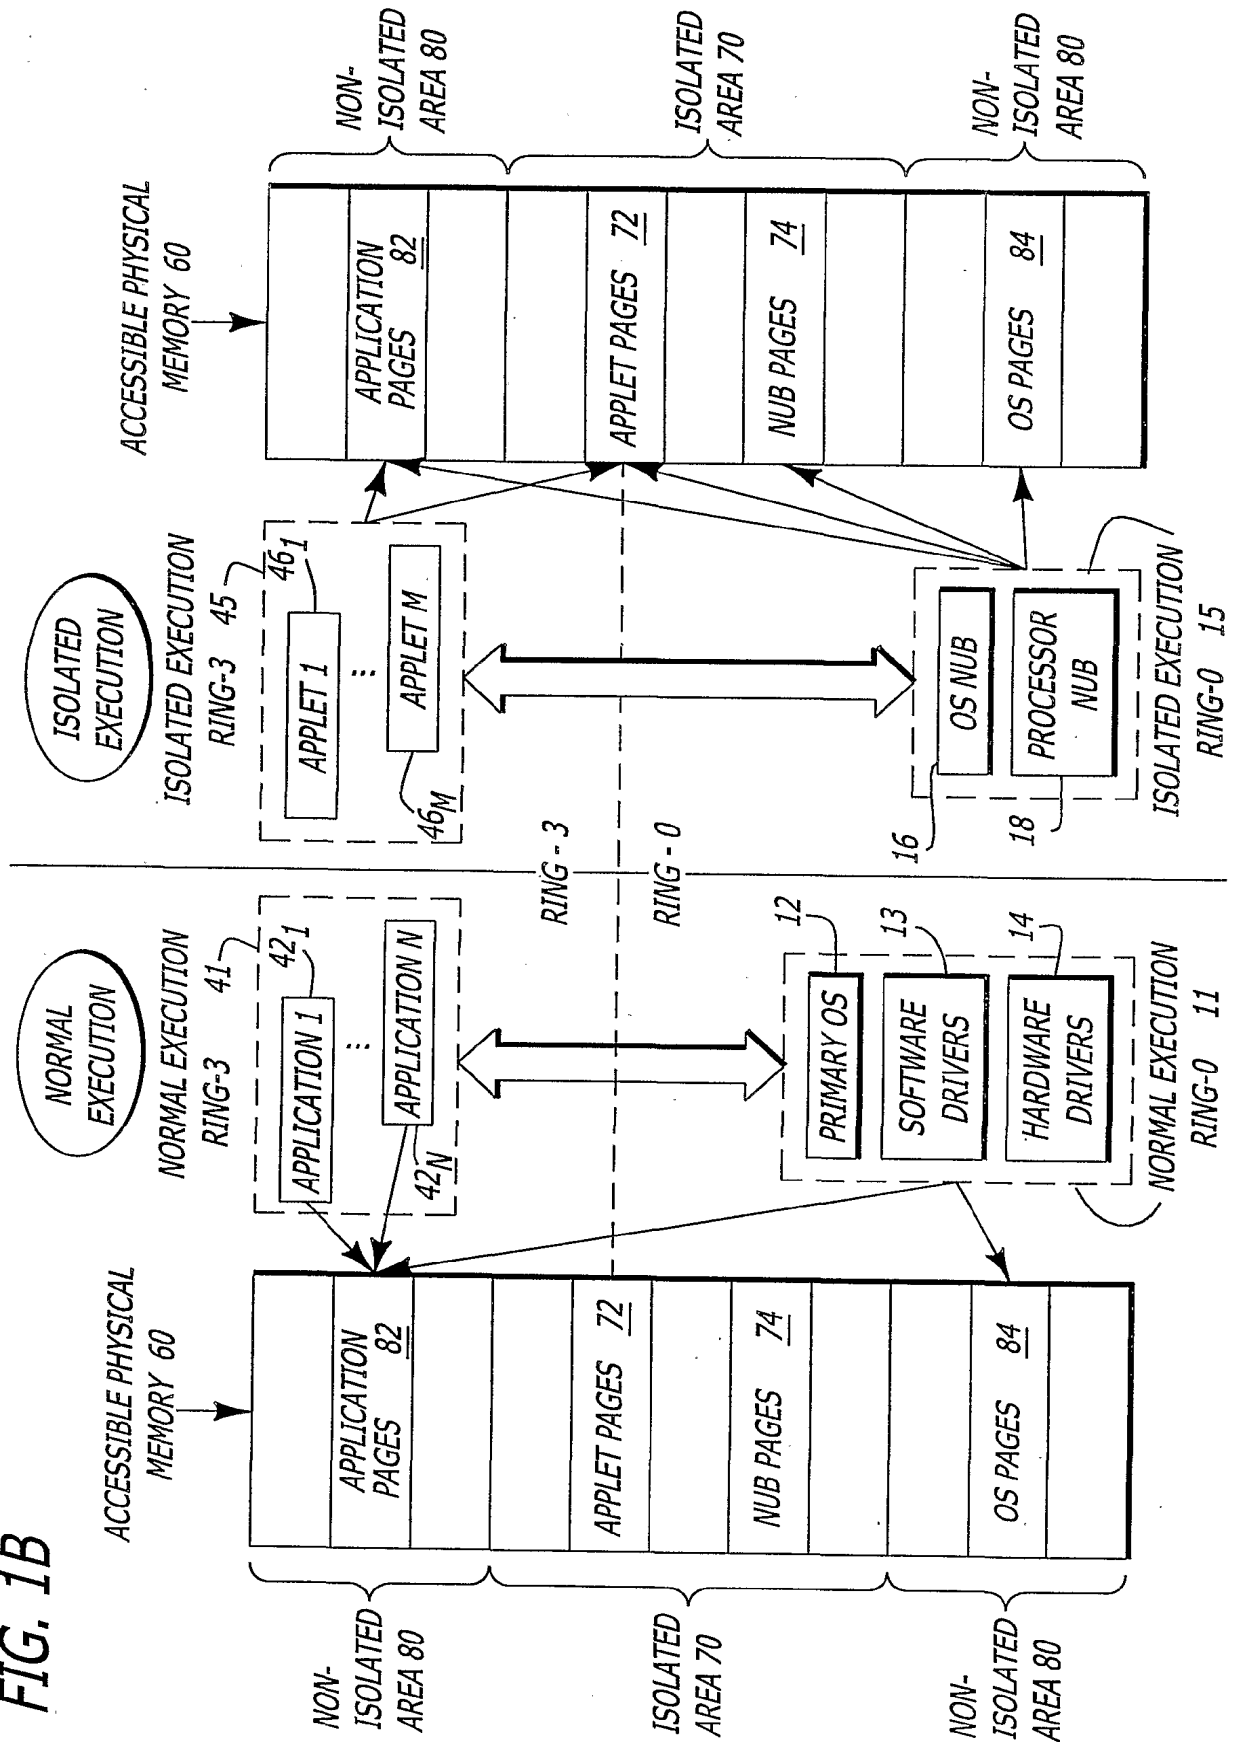 FIG. 1B
NORMAL
EXECUTION
ISOLATED
EXECUTION
ACCESSIBLE PHYSICAL
MEMORY 60
NORMAL EXECUTION
RING-3 41
ISOLATED EXECUTION
RING-3 45
ACCESSIBLE PHYSICAL
MEMORY 60
NON-
ISOLATED
AREA 80
ISOLATED
AREA 70
NON-
ISOLATED
AREA 80
APPLICATION
PAGES 82
APPLET PAGES 72
NUB PAGES 74
OS PAGES 84
APPLICATION 1
42₁
...
APPLICATION N
42N
RING - 3
RING - 0
PRIMARY OS
12
SOFTWARE
DRIVERS
13
HARDWARE
DRIVERS
14
NORMAL EXECUTION
RING-0 11
APPLET 1
46₁
...
APPLET M
46M
OS NUB
16
PROCESSOR
NUB
18
ISOLATED EXECUTION
RING-0 15
APPLICATION
PAGES 82
APPLET PAGES 72
NUB PAGES 74
OS PAGES 84
NON-
ISOLATED
AREA 80
ISOLATED
AREA 70
NON-
ISOLATED
AREA 80